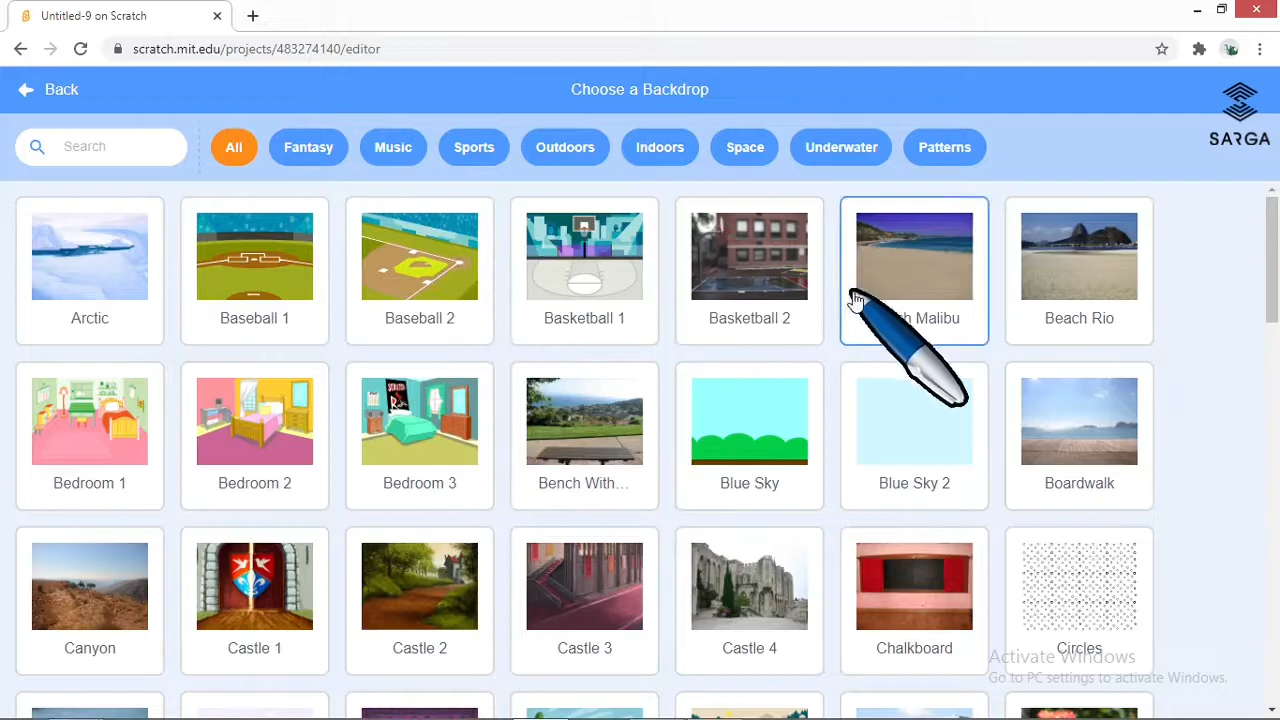 Untitled-9 on Scratch
scratch.mit.edu/projects/483274140/editor
Back
Choose a Backdrop
SARGA
Search
All
Fantasy
Music
Sports
Outdoors
Indoors
Space
Underwater
Patterns
Arctic
Baseball 1
Baseball 2
Basketball 1
Basketball 2
Malibu
Beach Rio
Bedroom 1
Bedroom 2
Bedroom 3
Bench With...
Blue Sky
Blue Sky 2
Boardwalk
Canyon
Castle 1
Castle 2
Castle 3
Castle 4
Chalkboard
Circles
Activate Windows
Go to PC settings to activate Windows.